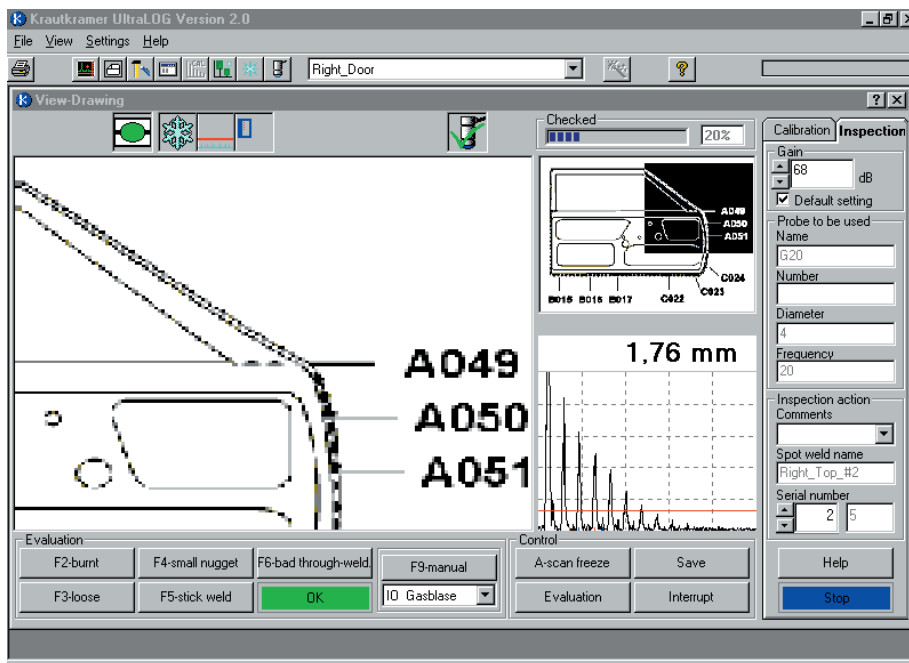 Krautkramer UltraLOG Version 2.0
File View Settings Help
Right_Door
View-Drawing
Checked
20%
Calibration Inspection
Gain
68
dB
Default setting
Probe to be used
Name
G20
Number
Diameter
4
Frequency
20
Inspection action
Comments
Spot weld name
Right_Top_#2
Serial number
2 5
A049
A050
A051
A049
A050
A051
C024
C023
B015 B016 B017 C022
1,76 mm
Evaluation
F2-burnt F4-small nugget F6-bad through-weld. F9-manual
F3-loose F5-stick weld OK IO Gasblase
Control
A-scan freeze Save
Evaluation Interrupt
Help
Stop